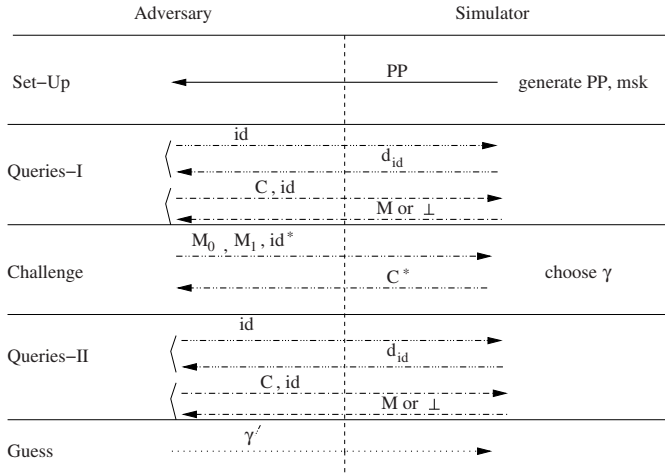 Adversary Simulator
Set-Up PP generate PP, msk
id
d_id
Queries-I
C, id
M or ⊥
M_0, M_1, id*
Challenge C* choose γ
id
d_id
Queries-II
C, id
M or ⊥
γ′
Guess